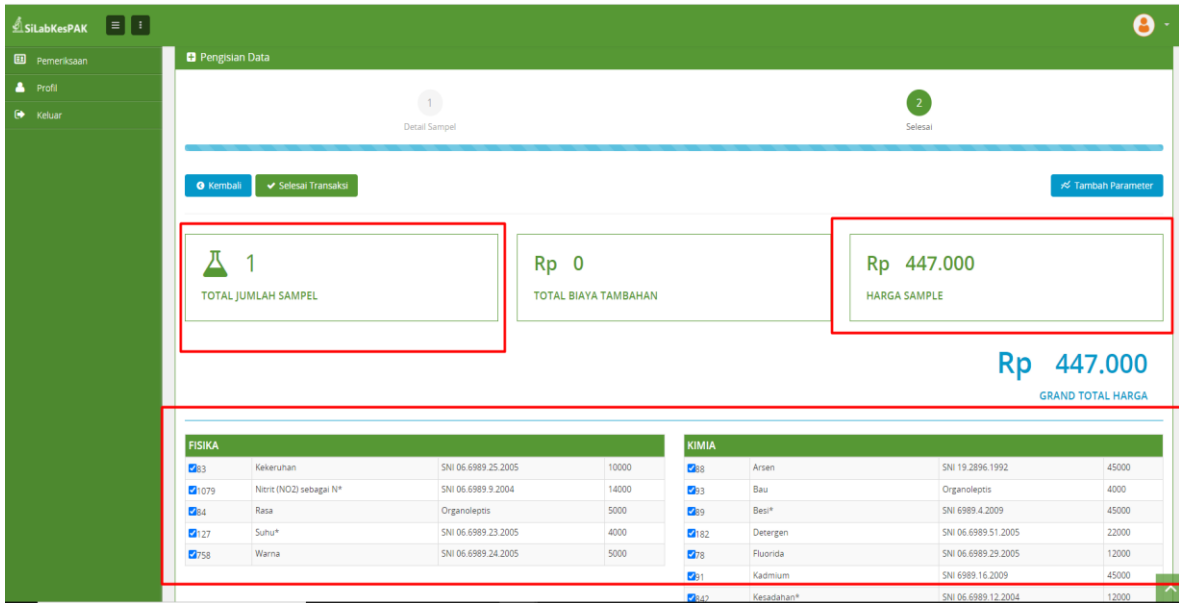 SiLabKesPAK
Pemeriksaan
Profil
Keluar
Pengisian Data
1
Detail Sampel
2
Selesai
Kembali
Selesai Transaksi
Tambah Parameter
1
TOTAL JUMLAH SAMPEL
Rp 0
TOTAL BIAYA TAMBAHAN
Rp 447.000
HARGA SAMPLE
Rp 447.000
GRAND TOTAL HARGA
FISIKA
83 Kekeruhan SNI 06.6989.25.2005 10000
1079 Nitrit (NO2) sebagai N* SNI 06.6989.9.2004 14000
84 Rasa Organoleptis 5000
127 Suhu* SNI 06.6989.23.2005 4000
758 Warna SNI 06.6989.24.2005 5000
KIMIA
88 Arsen SNI 19.2896.1992 45000
93 Bau Organoleptis 4000
89 Besi* SNI 6989.4.2009 45000
182 Detergen SNI 06.6989.51.2005 22000
78 Fluorida SNI 06.6989.29.2005 12000
91 Kadmium SNI 6989.16.2009 45000
842 Kesadahan* SNI 06.6989.12.2004 12000